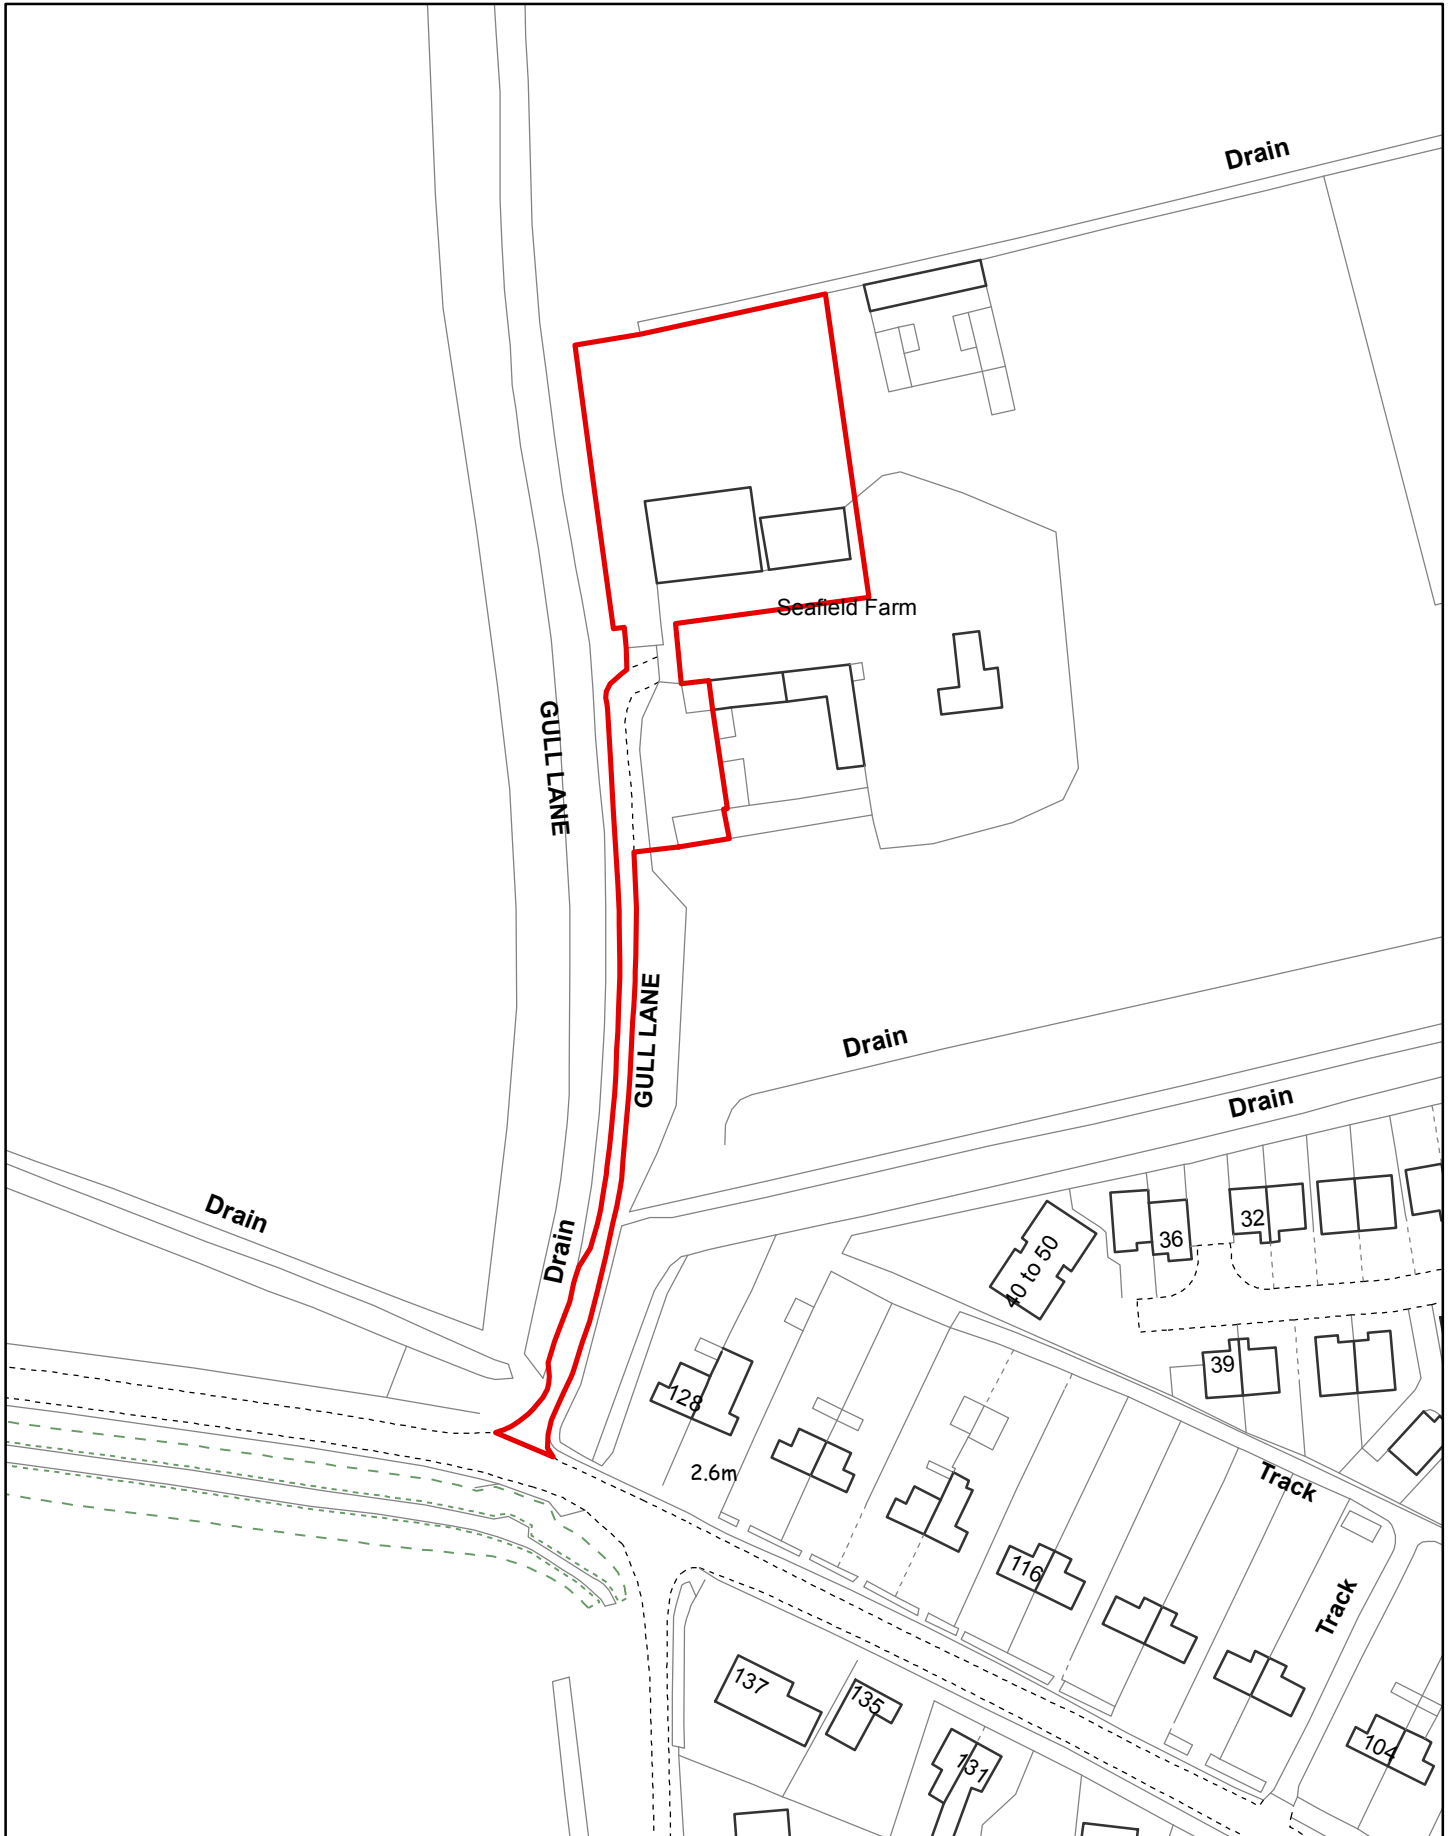 Drain
Seafield Farm
GULL LANE
GULL LANE
Drain
Drain
Drain
Drain
32
36
40 to 50
39
128
2.6m
Track
116
Track
137
135
131
104